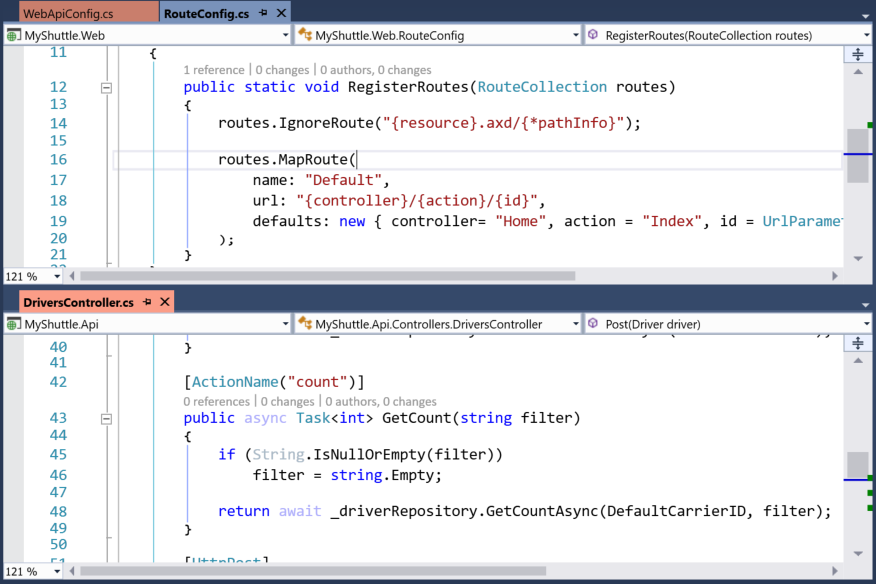 WebApiConfig.cs RouteConfig.cs
MyShuttle.Web MyShuttle.Web.RouteConfig RegisterRoutes(RouteCollection routes)
11 {
1 reference | 0 changes | 0 authors, 0 changes
12 public static void RegisterRoutes(RouteCollection routes)
13 {
14 routes.IgnoreRoute("{resource}.axd/{*pathInfo}");
15
16 routes.MapRoute(
17 name: "Default",
18 url: "{controller}/{action}/{id}",
19 defaults: new { controller= "Home", action = "Index", id = UrlParame
20 );
21 }
121 %
DriversController.cs
MyShuttle.Api MyShuttle.Api.Controllers.DriversController Post(Driver driver)
40 }
41
42 [ActionName("count")]
0 references | 0 changes | 0 authors, 0 changes
43 public async Task<int> GetCount(string filter)
44 {
45 if (String.IsNullOrEmpty(filter))
46 filter = string.Empty;
47
48 return await _driverRepository.GetCountAsync(DefaultCarrierID, filter);
49 }
50
121 %